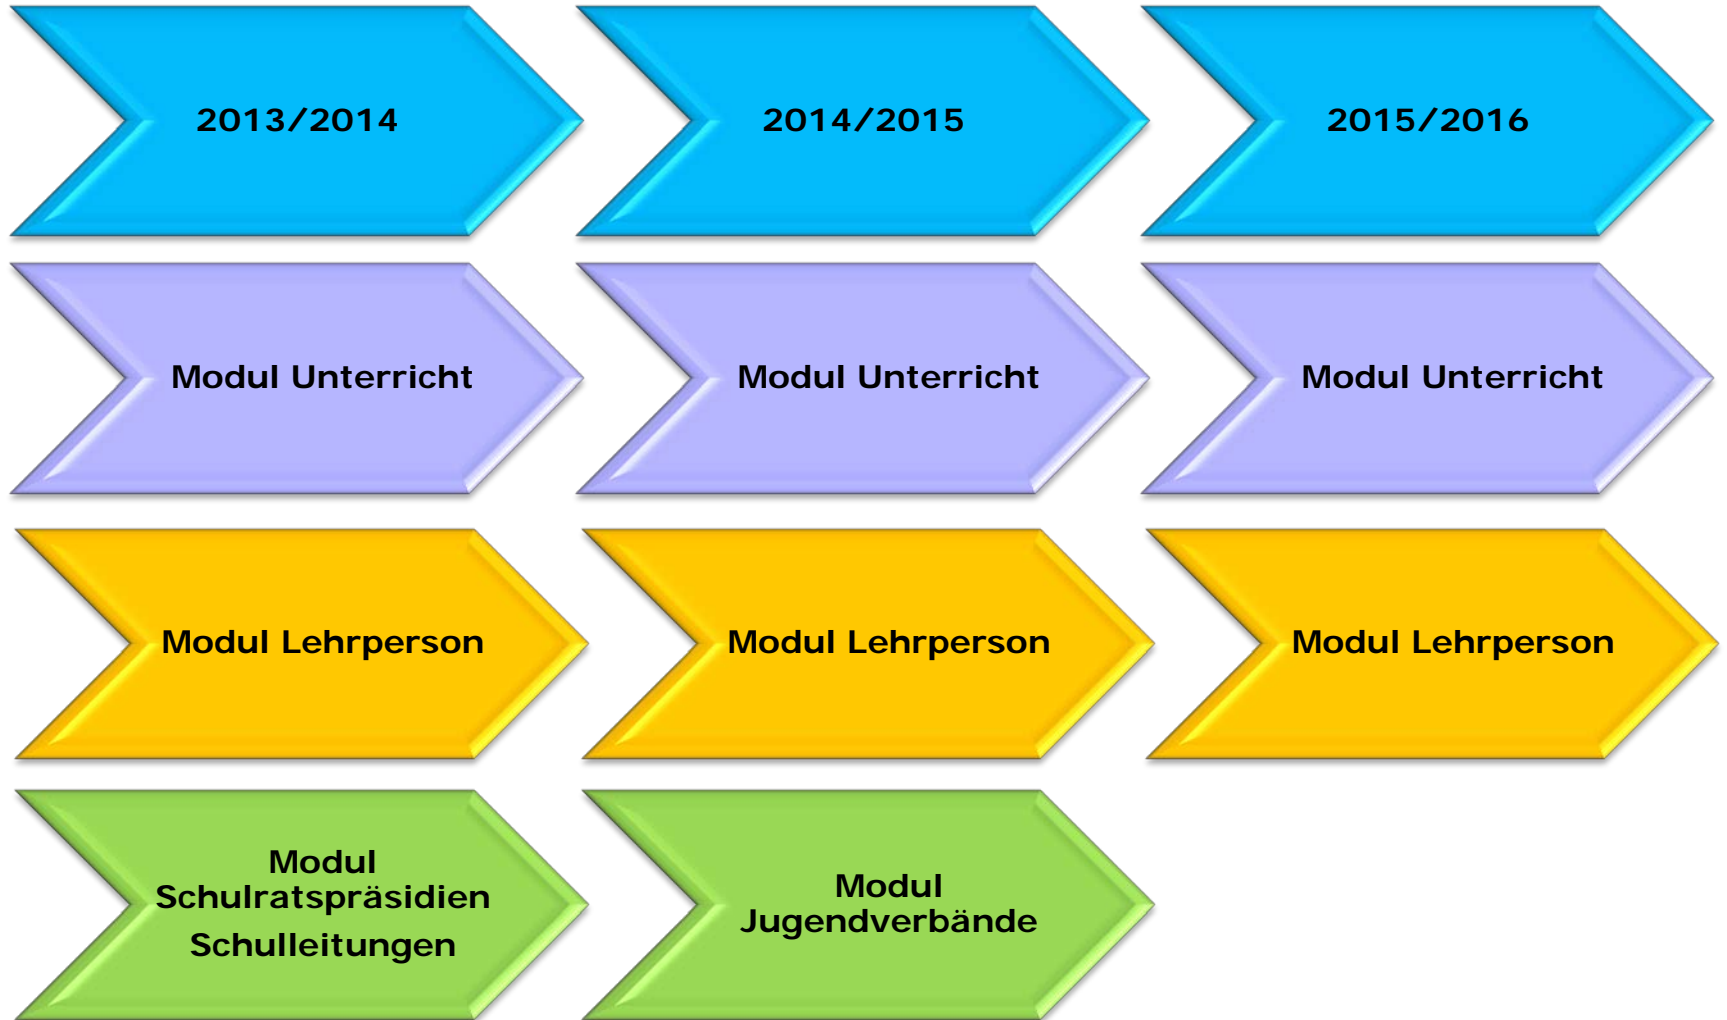 2013/2014
2014/2015
2015/2016
Modul Unterricht
Modul Unterricht
Modul Unterricht
Modul Lehrperson
Modul Lehrperson
Modul Lehrperson
Modul
Schulratspräsidien
Schulleitungen
Modul
Jugendverbände